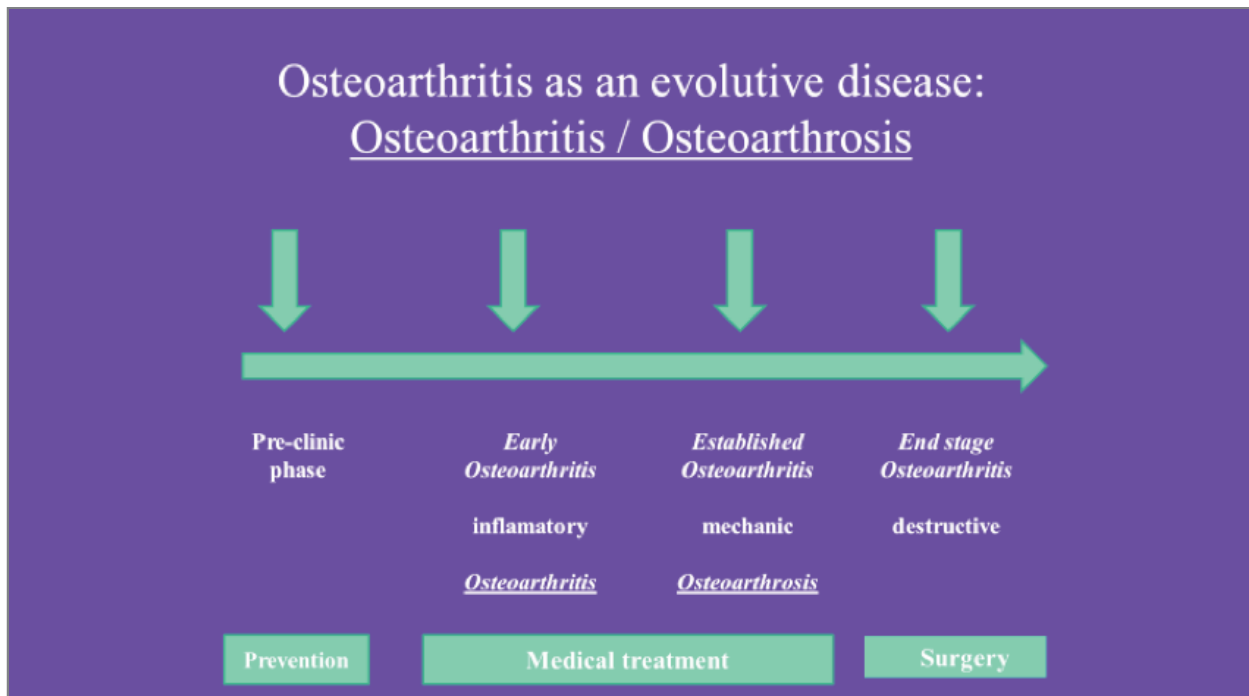 Osteoarthritis as an evolutive disease:
Osteoarthritis / Osteoarthrosis
Pre-clinic
phase
Early
Osteoarthritis
inflamatory
Osteoarthritis
Established
Osteoarthritis
mechanic
Osteoarthrosis
End stage
Osteoarthritis
destructive
Prevention
Medical treatment
Surgery